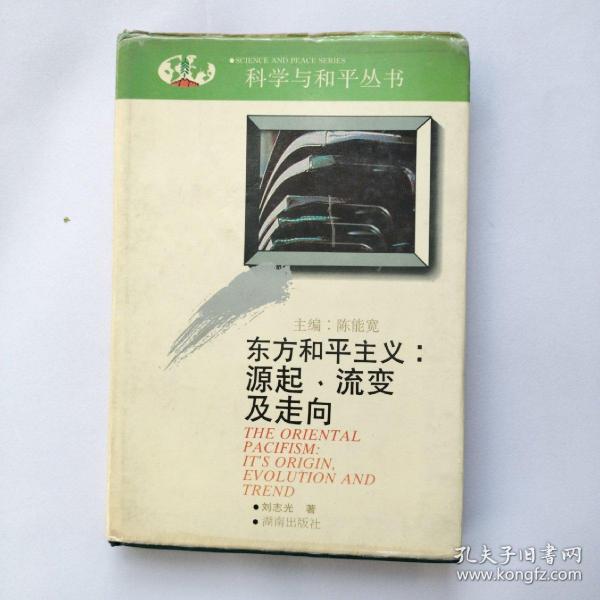 SCIENCE AND PEACE SERIES
科学与和平丛书
主编：陈能宽
东方和平主义：
源起、流变
及走向
THE ORIENTAL
PACIFISM:
IT'S ORIGIN,
EVOLUTION AND
TREND
刘志光 著
湖南出版社
孔夫子旧书网
www.kongfz.com